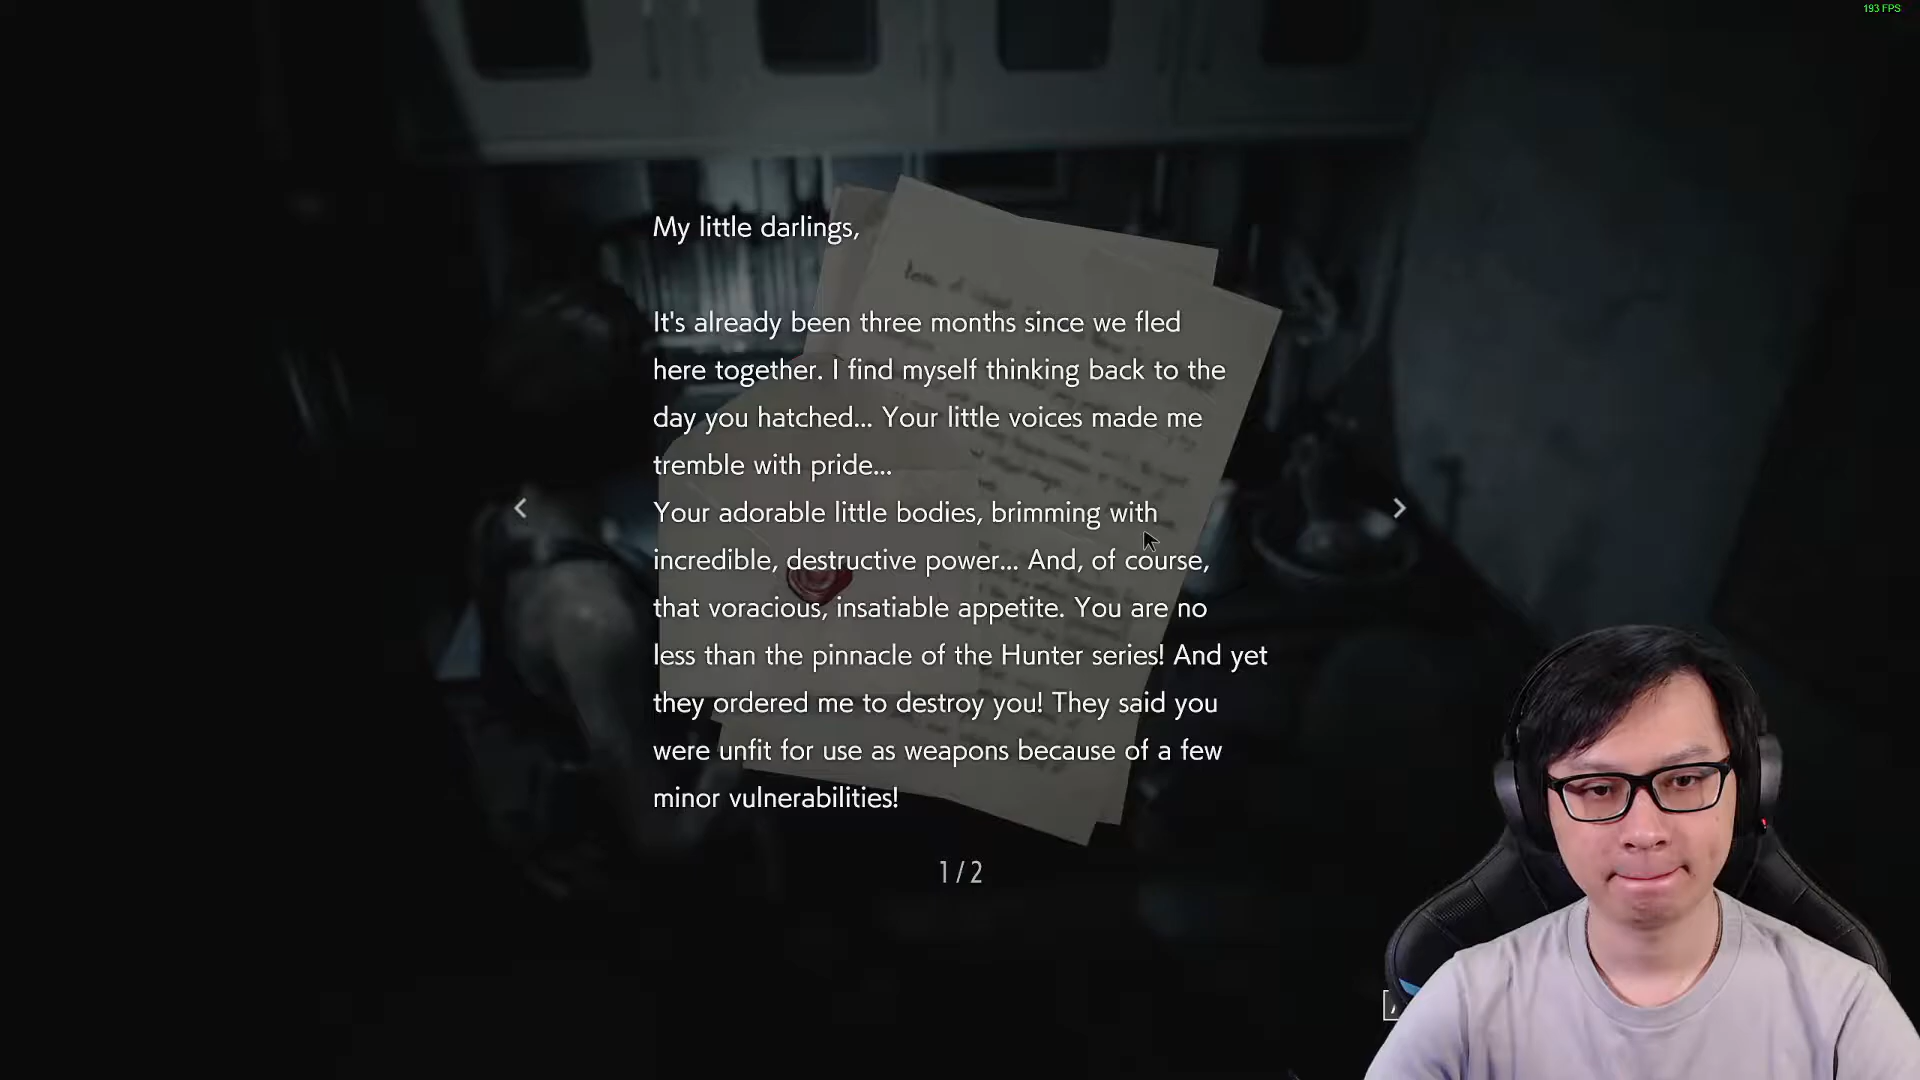 193 FPS
My little darlings,
It's already been three months since we fled
here together. I find myself thinking back to the
day you hatched... Your little voices made me
tremble with pride...
Your adorable little bodies, brimming with
incredible, destructive power... And, of course,
that voracious, insatiable appetite. You are no
less than the pinnacle of the Hunter series! And yet
they ordered me to destroy you! They said you
were unfit for use as weapons because of a few
minor vulnerabilities!
1 / 2